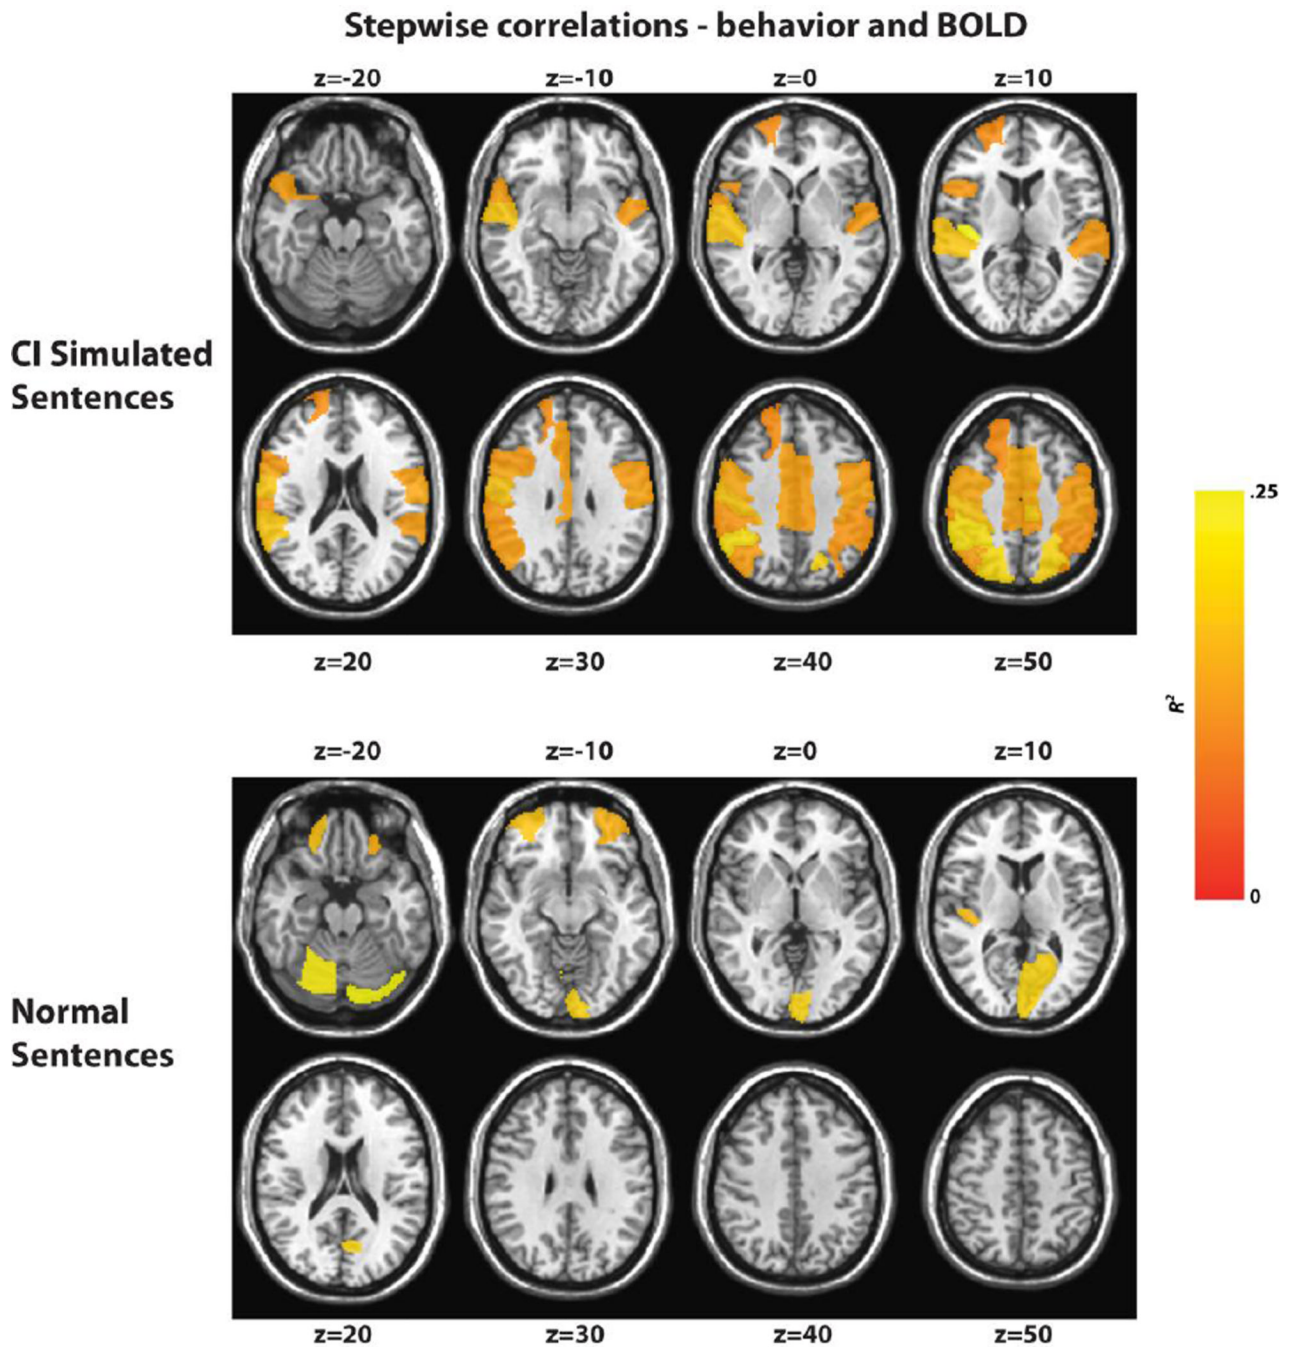 Stepwise correlations - behavior and BOLD
z=-20 z=-10 z=0 z=10
CI Simulated
Sentences
z=20 z=30 z=40 z=50
.25
R²
0
z=-20 z=-10 z=0 z=10
Normal
Sentences
z=20 z=30 z=40 z=50